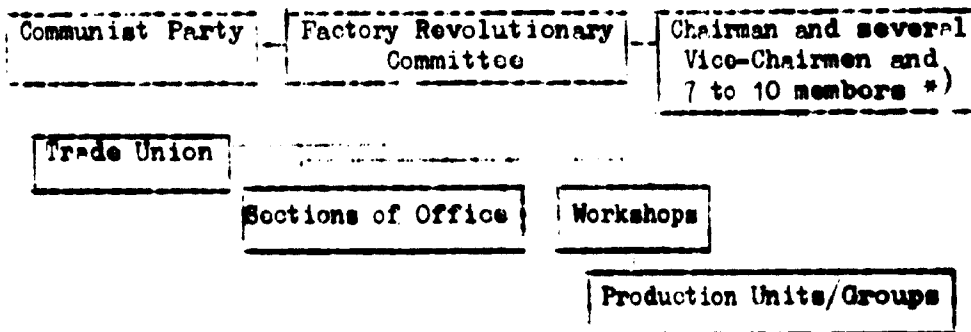 Communist Party
Factory Revolutionary
Committee
Chairman and several
Vice-Chairmen and
7 to 10 members *)
Trade Union
Sections of Office
Workshops
Production Units/Groups